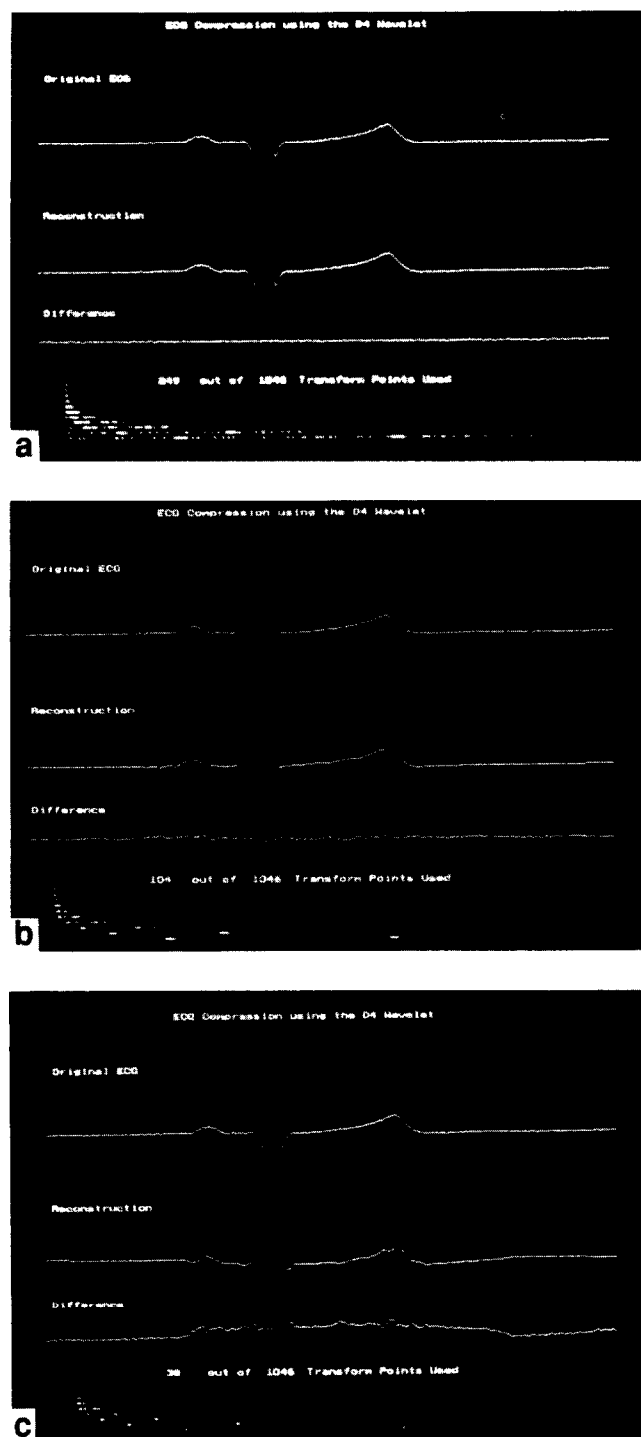 ECG Compression using the D4 Wavelet
Original ECG
Reconstruction
Difference
out of Transform Points Used
a
ECG Compression using the D4 Wavelet
Original ECG
Reconstruction
Difference
104 out of 1046 Transform Points Used
b
ECG Compression using the D4 Wavelet
Original ECG
Reconstruction
Difference
out of 1046 Transform Points Used
c